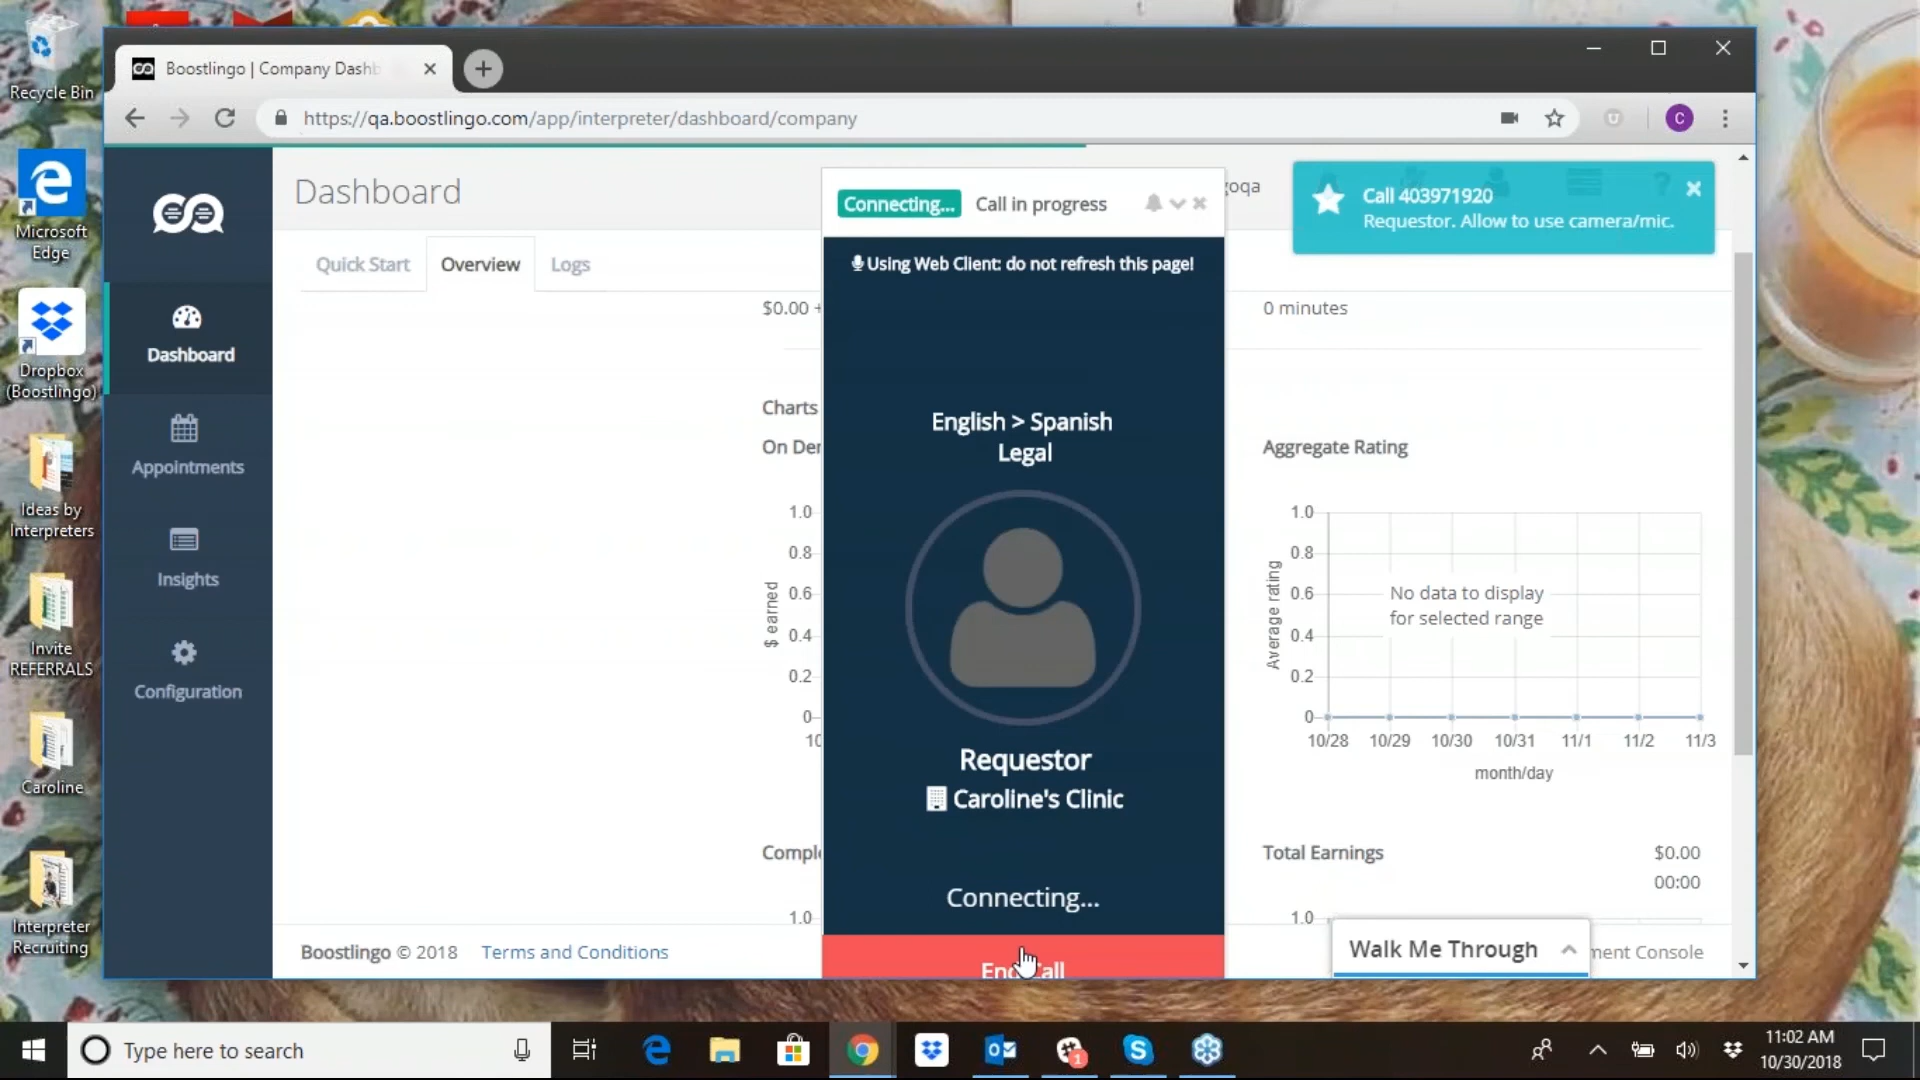 Recycle Bin
Microsoft
Edge
Dropbox
(Boostlingo)
Ideas by
Interpreters
Invite
REFERRALS
Caroline
Interpreter
Recruiting
Boostlingo | Company Dashb
https://qa.boostlingo.com/app/interpreter/dashboard/company
C
Dashboard
Appointments
Insights
Configuration
Dashboard
Quick Start
Overview
Logs
goqa
Call 403971920
Requestor. Allow to use camera/mic.
$0.00 +
0 minutes
Charts
On Der
1.0
0.8
0.6
0.4
0.2
0
10
$ earned
Connecting...
Call in progress
Using Web Client: do not refresh this page!
English > Spanish
Legal
Requestor
Caroline's Clinic
Connecting...
End Call
Aggregate Rating
1.0
0.8
0.6
0.4
0.2
0
Average rating
No data to display
for selected range
10/28 10/29 10/30 10/31 11/1 11/2 11/3
month/day
Comple
1.0
Total Earnings
$0.00
00:00
1.0
Boostlingo © 2018
Terms and Conditions
Walk Me Through
ment Console
Type here to search
1
11:02 AM
10/30/2018